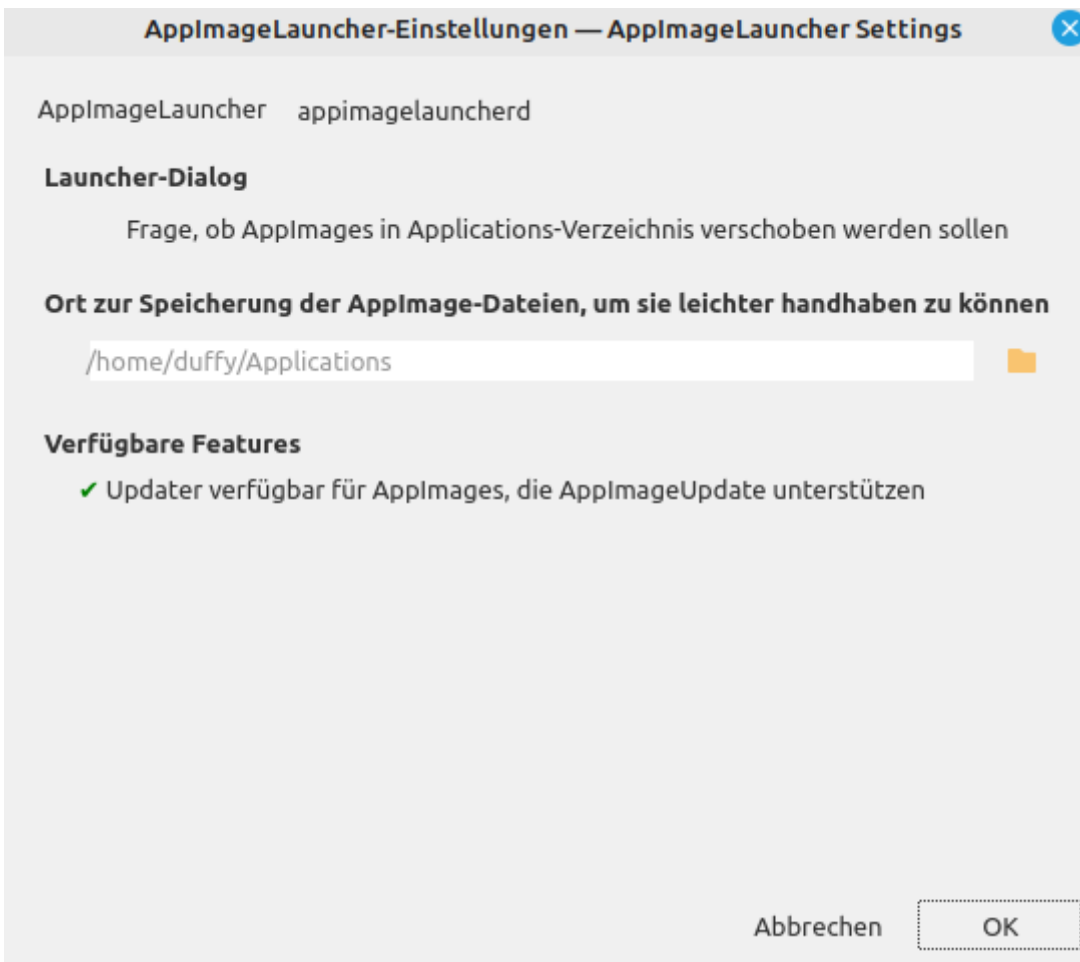 AppImageLauncher-Einstellungen — AppImageLauncher Settings
AppImageLauncher appimagelauncherd
Launcher-Dialog
Frage, ob AppImages in Applications-Verzeichnis verschoben werden sollen
Ort zur Speicherung der AppImage-Dateien, um sie leichter handhaben zu können
/home/duffy/Applications
Verfügbare Features
✔ Updater verfügbar für AppImages, die AppImageUpdate unterstützen
Abbrechen OK